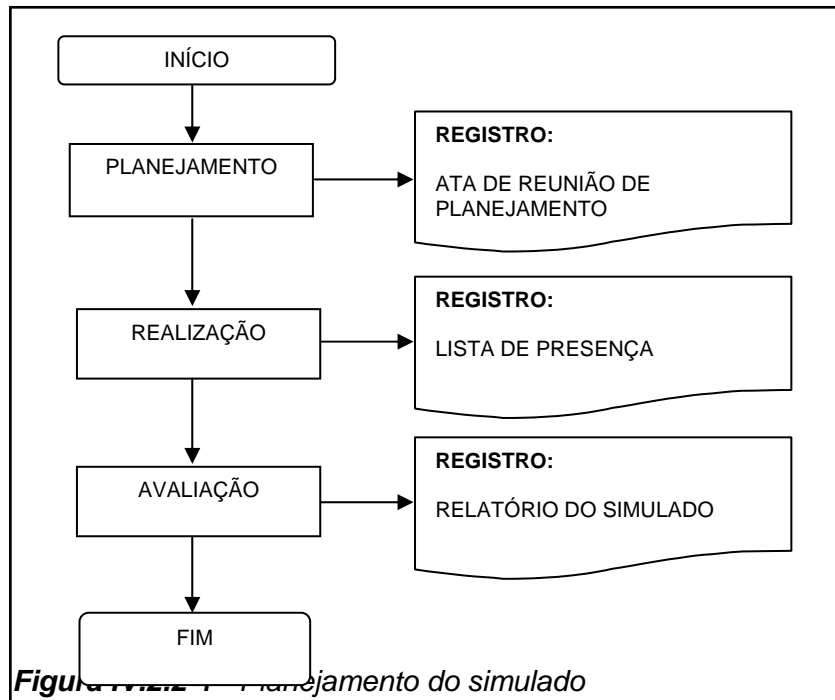 INÍCIO
PLANEJAMENTO
REGISTRO:
ATA DE REUNIÃO DE
PLANEJAMENTO
REALIZAÇÃO
REGISTRO:
LISTA DE PRESENÇA
AVALIAÇÃO
REGISTRO:
RELATÓRIO DO SIMULADO
FIM
Figura do simulado